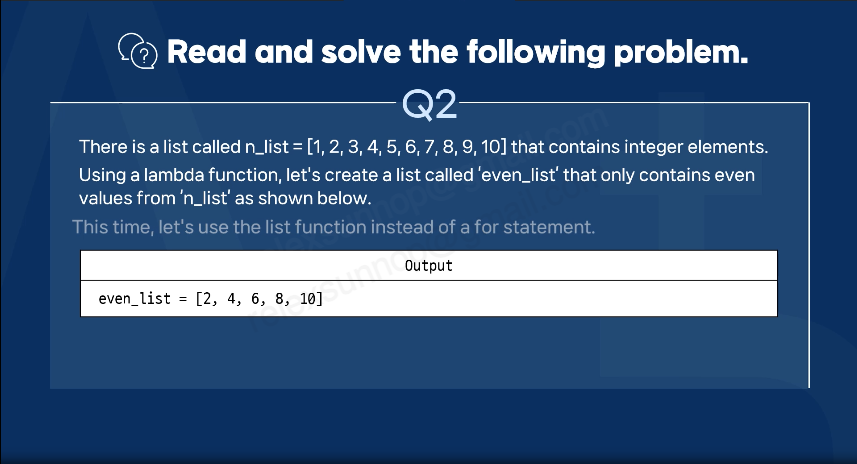 Read and solve the following problem.
Q2
There is a list called n_list = [1, 2, 3, 4, 5, 6, 7, 8, 9, 10] that contains integer elements.
Using a lambda function, let's create a list called 'even_list' that only contains even
values from 'n_list' as shown below.
This time, let's use the list function instead of a for statement.
Output
even_list = [2, 4, 6, 8, 10]